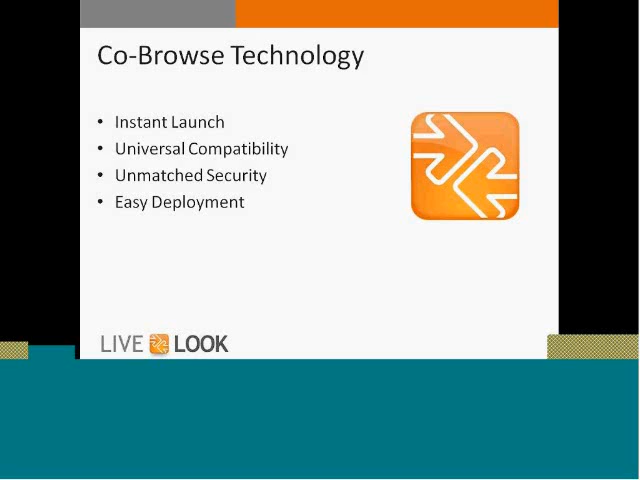 Co-Browse Technology
• Instant Launch
• Universal Compatibility
• Unmatched Security
• Easy Deployment
LIVE LOOK